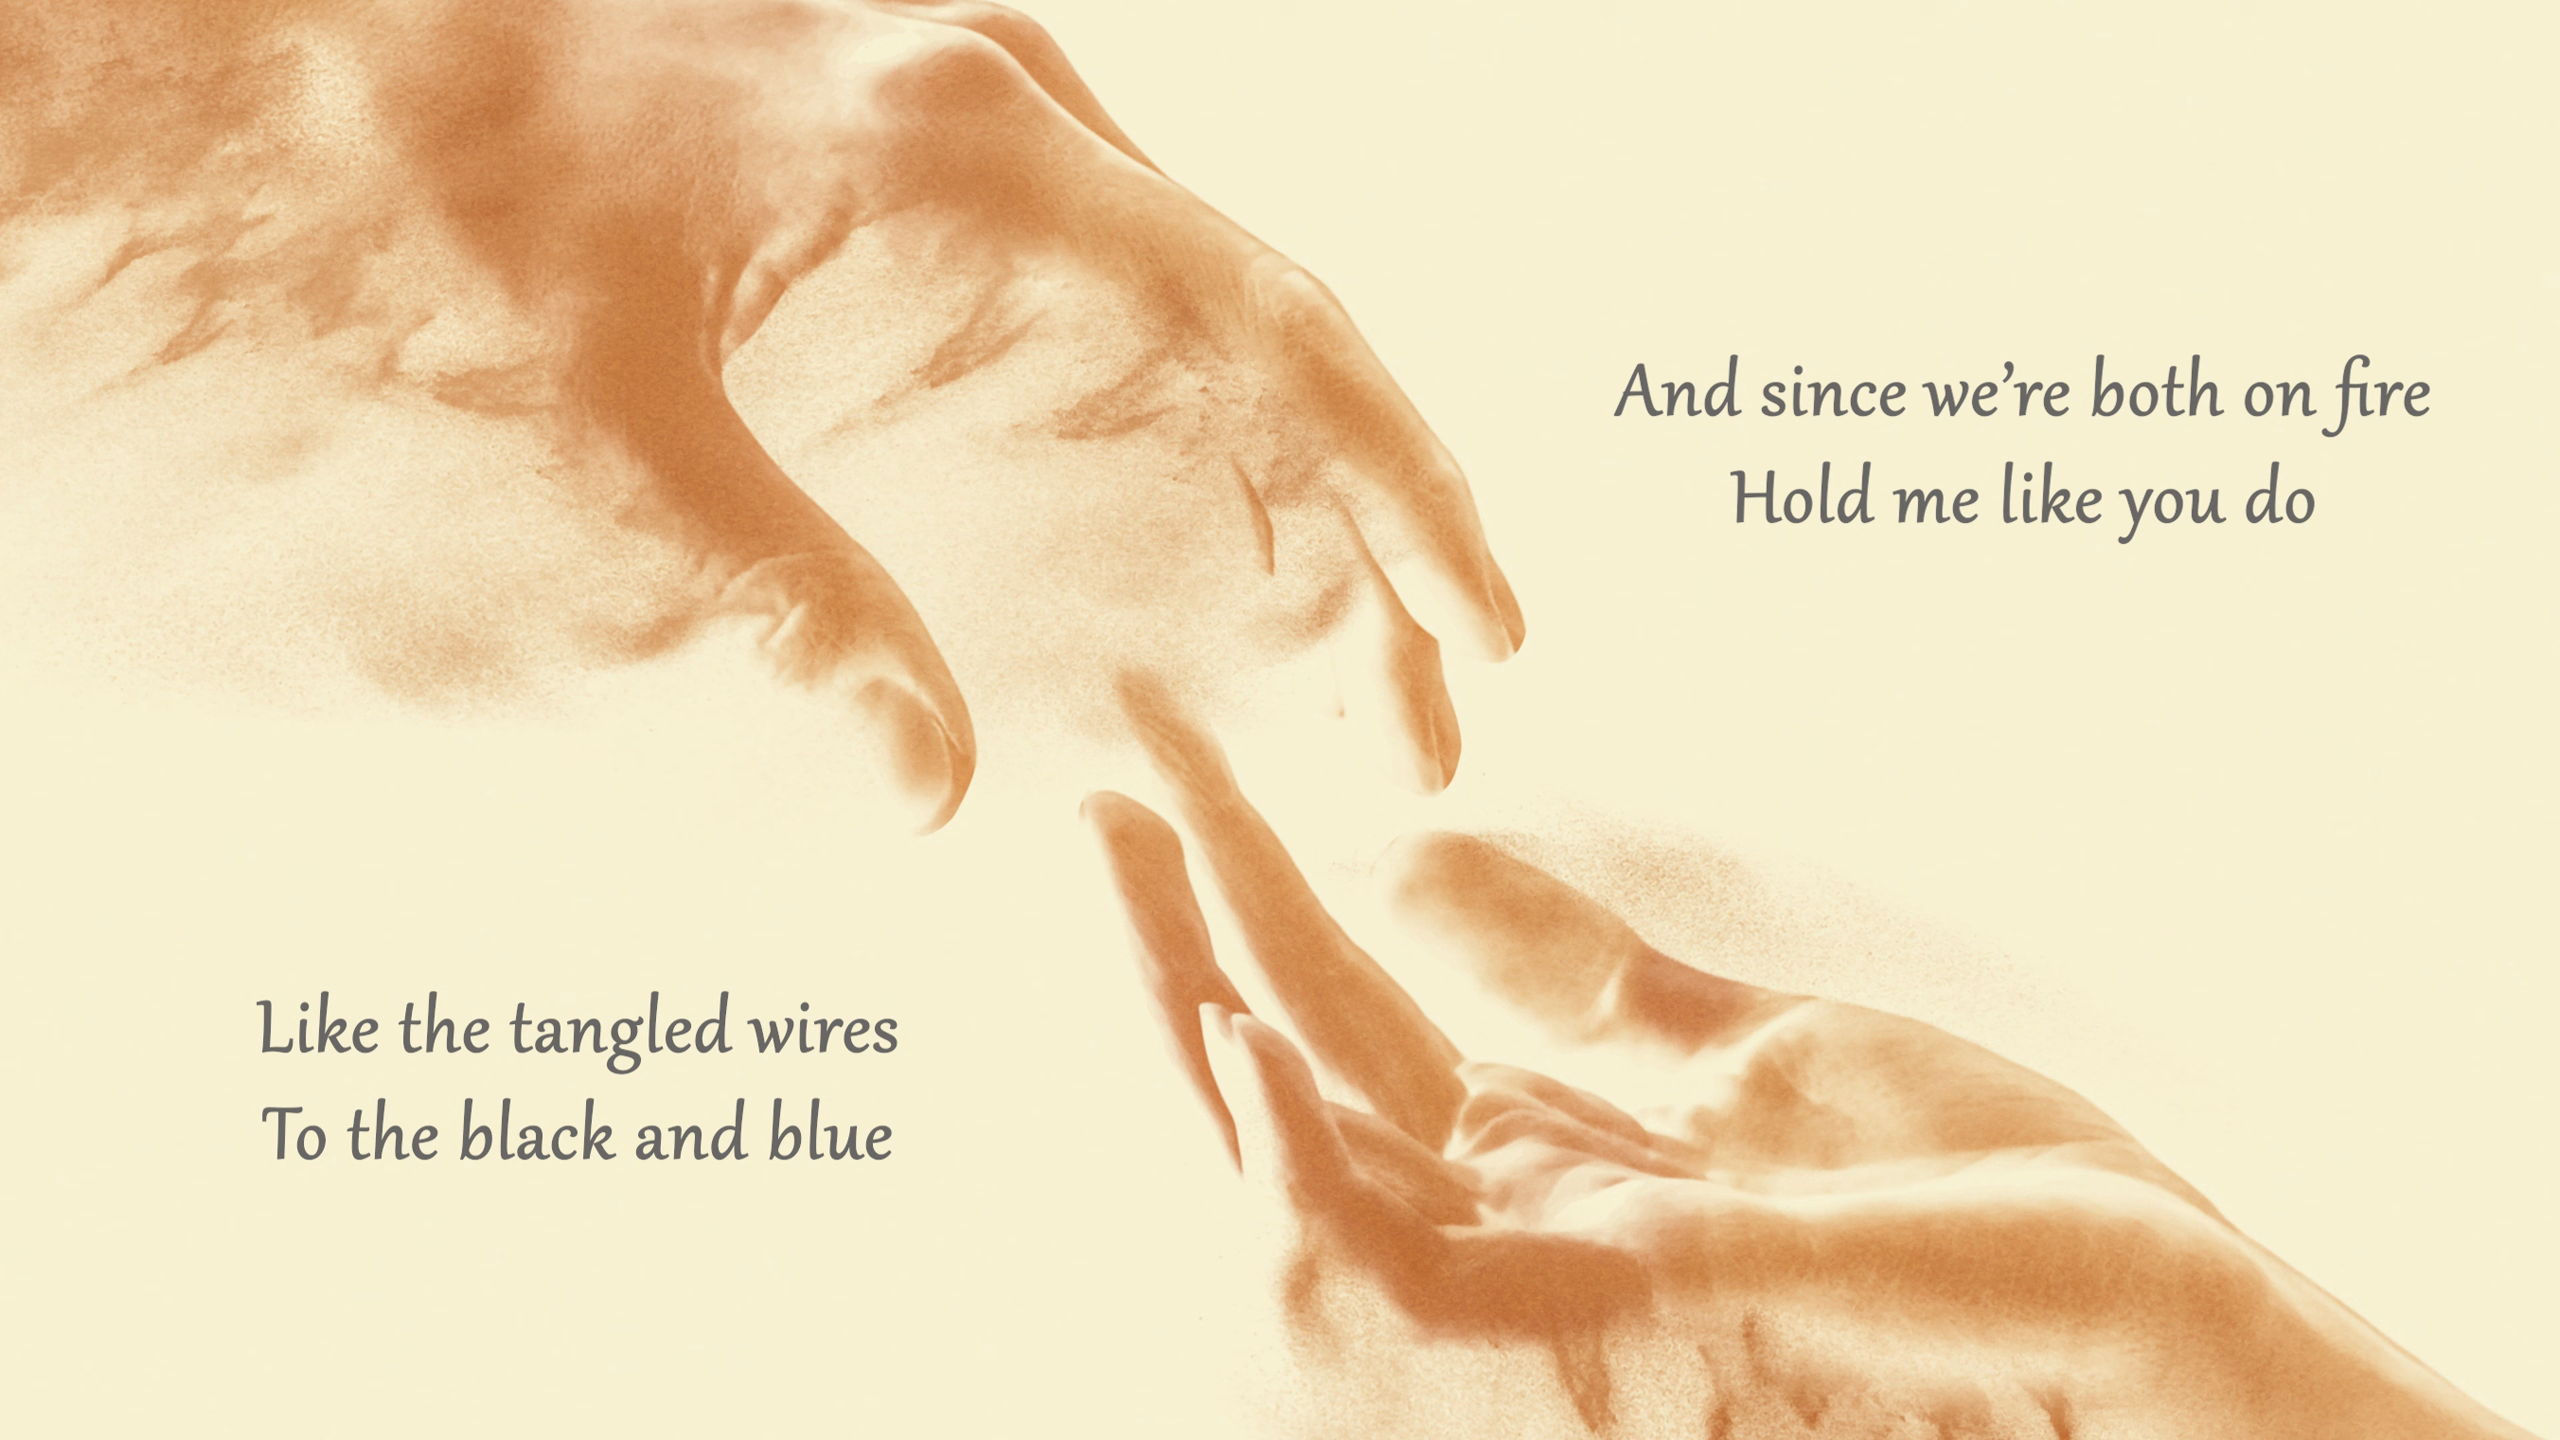 And since we’re both on fire
Hold me like you do
Like the tangled wires
To the black and blue